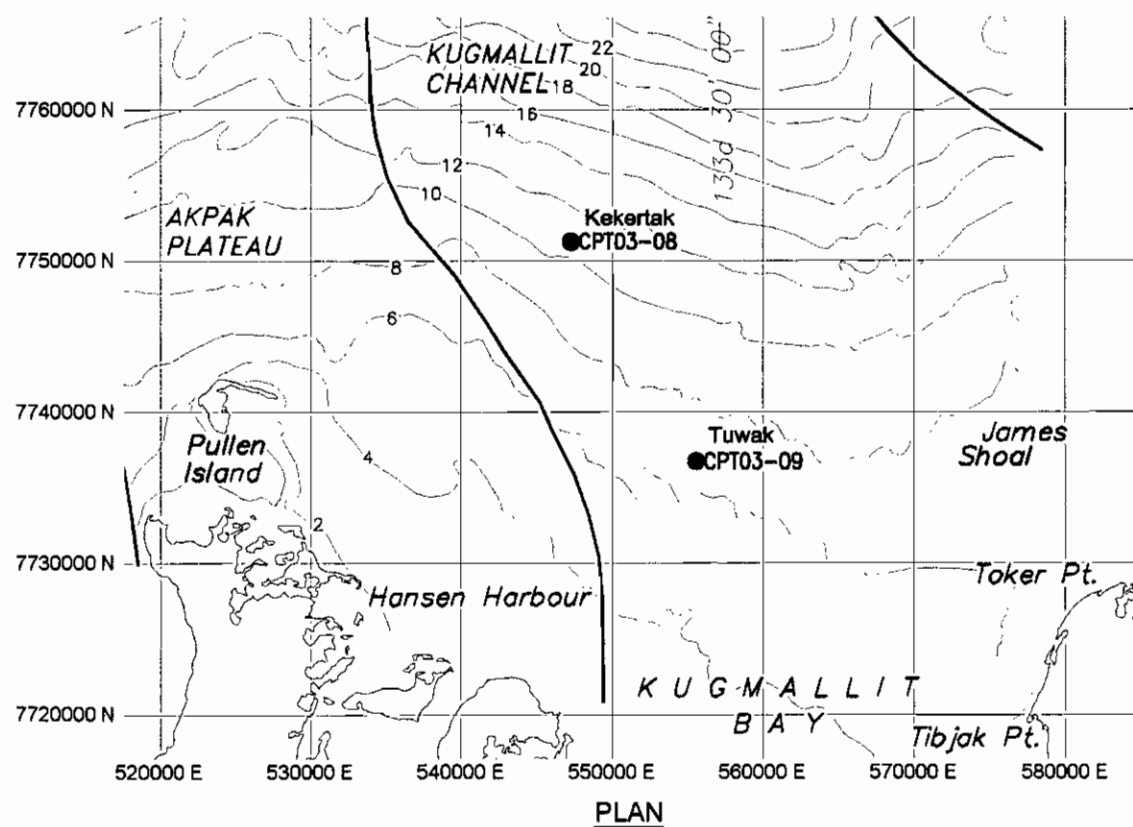 KUGMALLIT
CHANNEL
22
20
18
16
14
12
10
8
6
4
2
133d 30' 00"
7760000 N
AKPAK
PLATEAU
Kekertak
CPT03-08
7750000 N
7740000 N
Pullen
Island
Tuwak
CPT03-09
James
Shoal
7730000 N
Hansen Harbour
Toker Pt.
KUGMALLIT
BAY
7720000 N
Tibjak Pt.
520000 E
530000 E
540000 E
550000 E
560000 E
570000 E
580000 E
PLAN